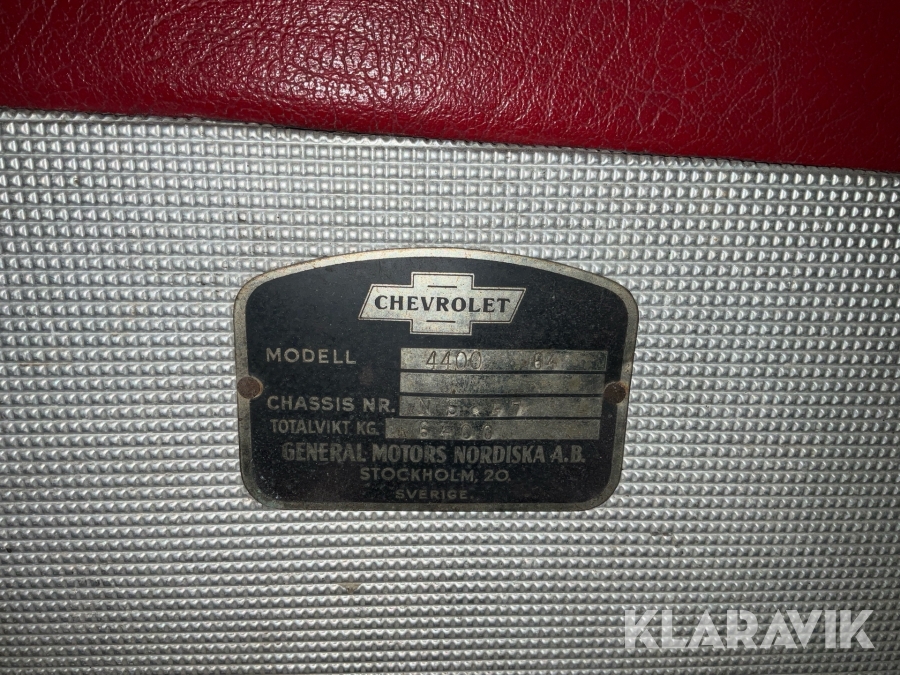 CHEVROLET
MODELL 4400
CHASSIS NR.
TOTALVIKT KG.
GENERAL MOTORS NORDISKA A.B.
STOCKHOLM, 20.
SVERIGE.
KLARAVIK